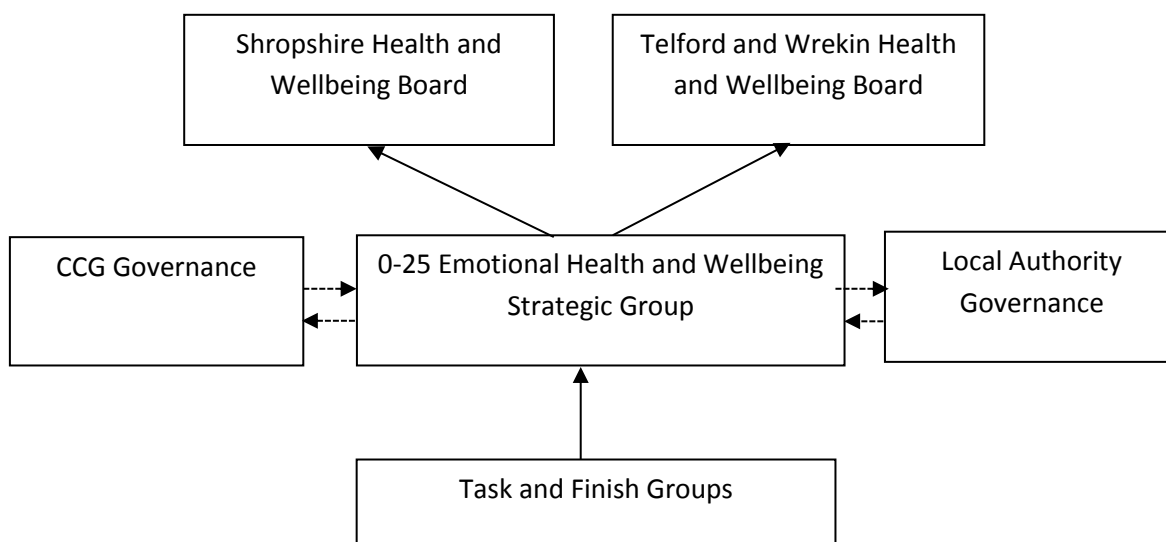 Shropshire Health and
Wellbeing Board
Telford and Wrekin Health
and Wellbeing Board
CCG Governance
0-25 Emotional Health and Wellbeing
Strategic Group
Local Authority
Governance
Task and Finish Groups